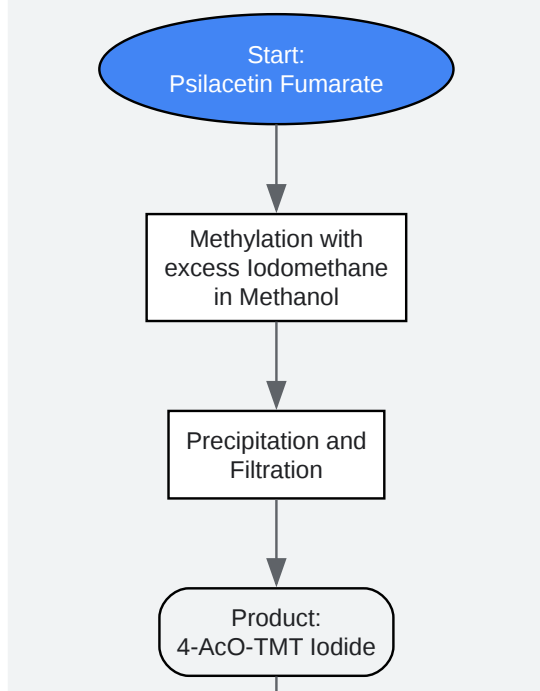 Start:
Psilacetin Fumarate
Methylation with
excess Iodomethane
in Methanol
Precipitation and
Filtration
Product:
4-AcO-TMT Iodide